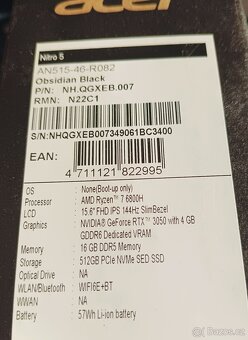 acer
Nitro 5
AN515-46-R082
Obsidian Black
P/N: NH.QGXEB.007
RMN: N22C1
S/N:NHQGXEB007349061BC3400
EAN:
4 711121 822995
OS : None(Boot-up only)
Processor : AMD Ryzen™ 7 6800H
LCD : 15.6" FHD IPS 144Hz SlimBezel
Graphics : NVIDIA® GeForce RTX™ 3050 with 4 GB
GDDR6 Dedicated VRAM
Memory : 16 GB DDR5 Memory
Storage : 512GB PCIe NVMe SED SSD
Optical Drive : NA
WLAN/Bluetooth : WIFI6E+BT
WWAN : NA
Battery : 57Wh Li-ion battery